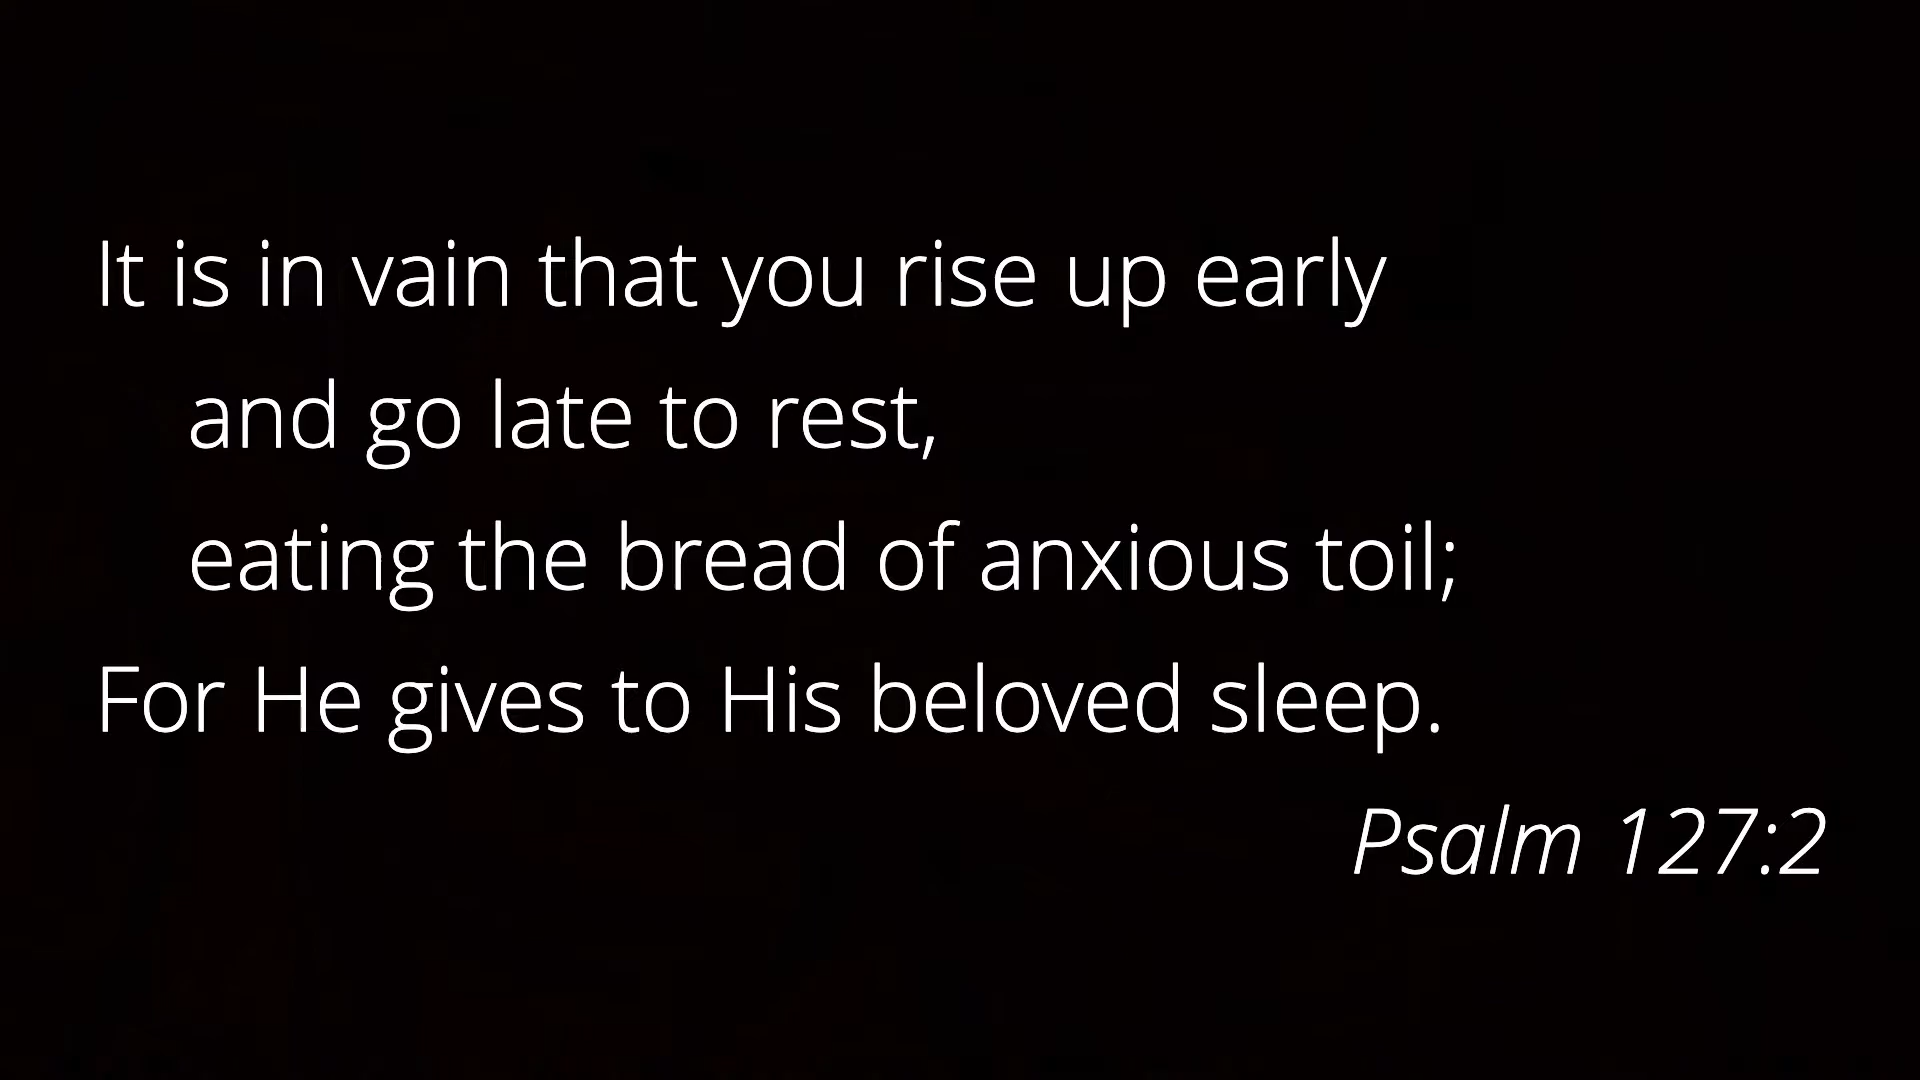 It is in vain that you rise up early
and go late to rest,
eating the bread of anxious toil;
For He gives to His beloved sleep.
Psalm 127:2